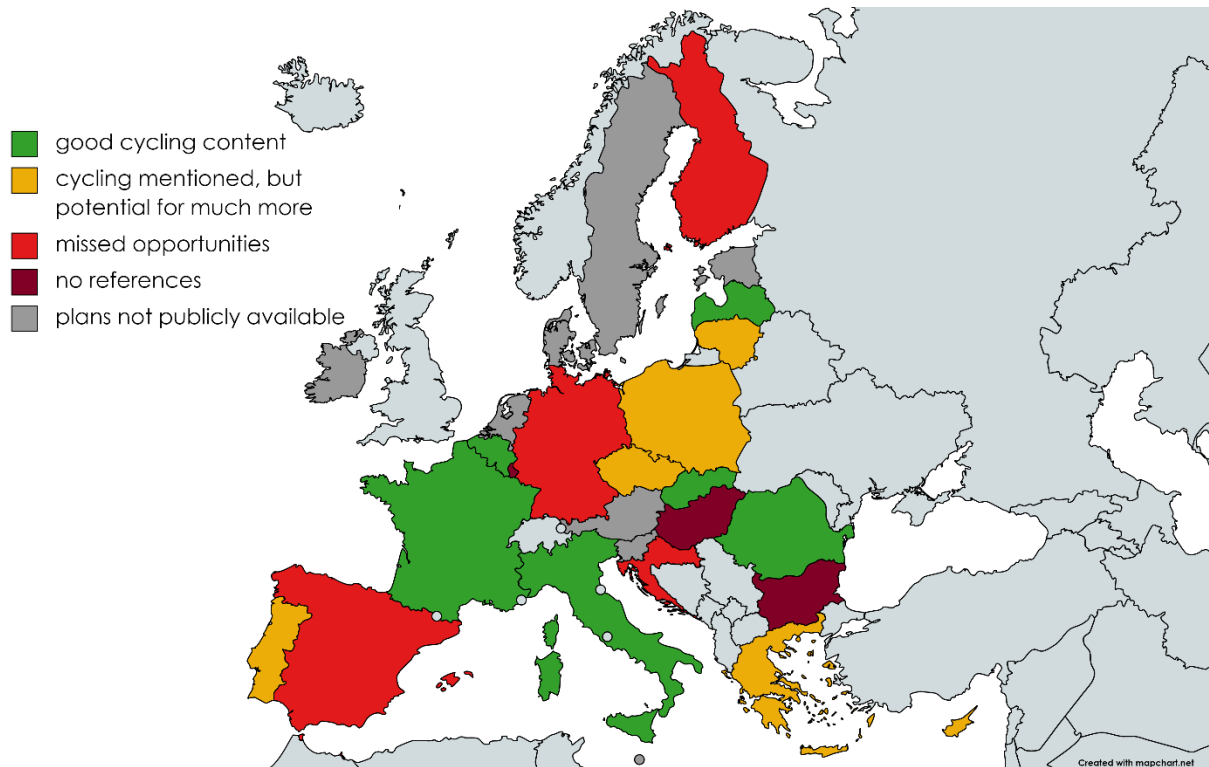 good cycling content
cycling mentioned, but
potential for much more
missed opportunities
no references
plans not publicly available
Created with mapchart.net